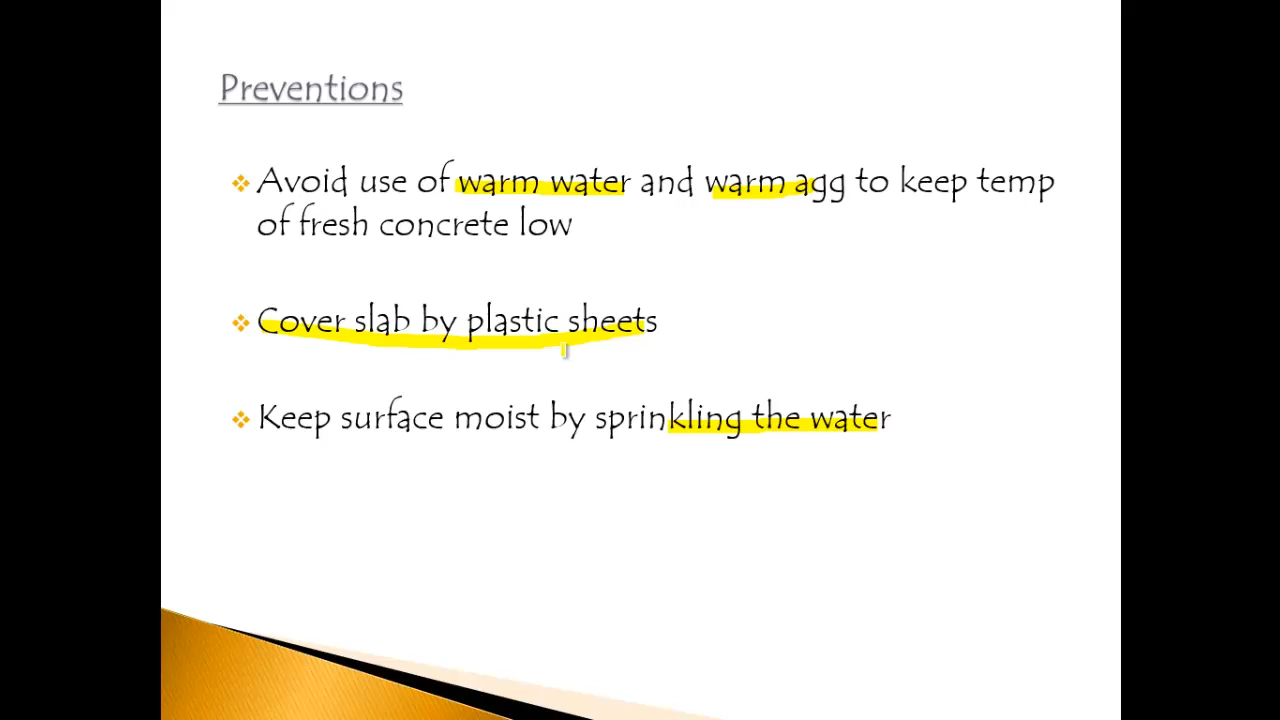 Preventions
Avoid use of warm water and warm agg to keep temp
of fresh concrete low
Cover slab by plastic sheets
Keep surface moist by sprinkling the water